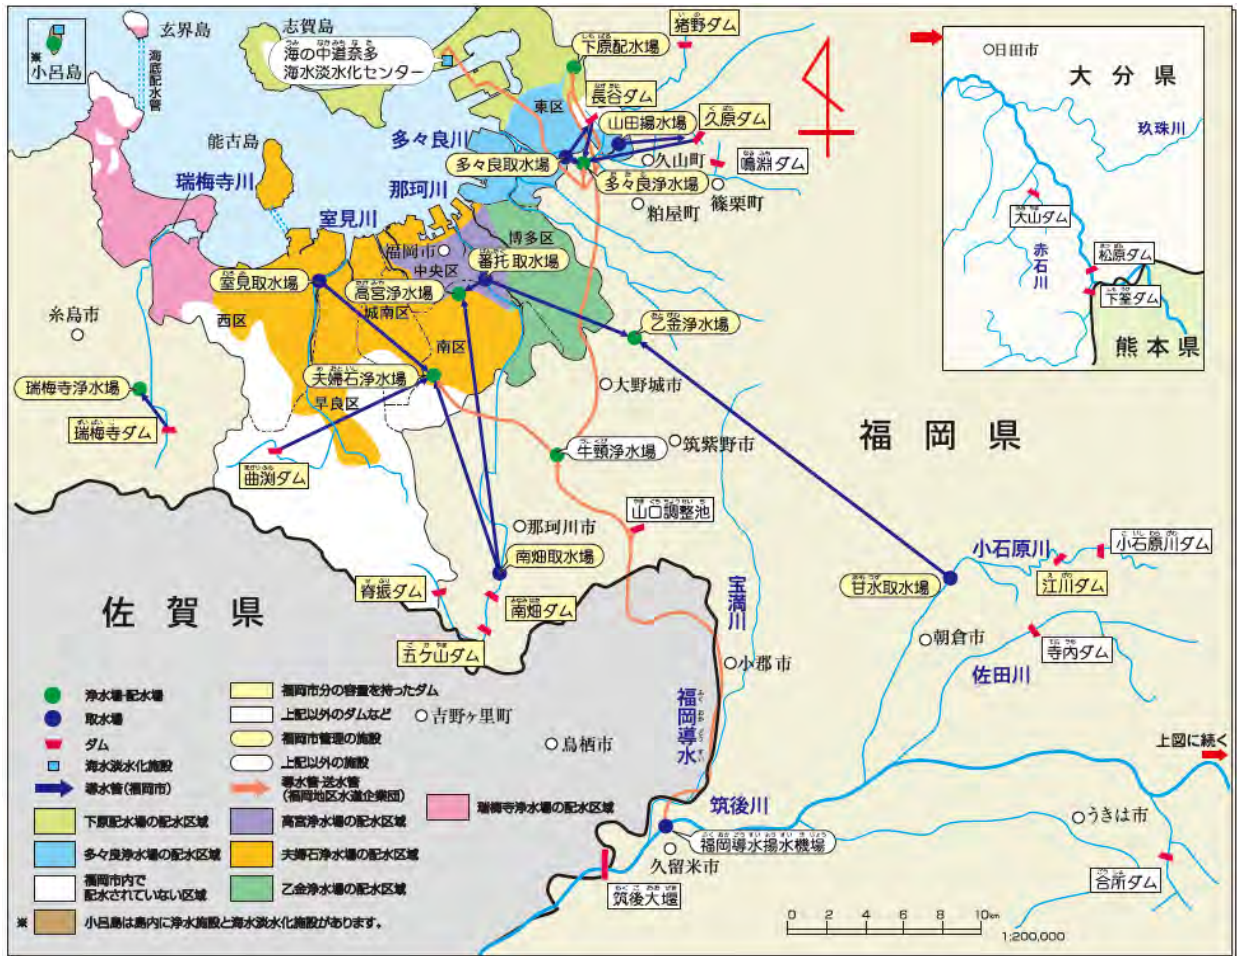 玄界島
志賀島
猪野ダム
下原配水場
日田市
海の中道奈多
海水淡水化センター
※
小呂島
海底配水管
大分県
長谷ダム
東区
山田揚水場
久原ダム
玖珠川
能古島
多々良川
多々良取水場
久山町
鳴淵ダム
瑞梅寺川
那珂川
多々良浄水場
篠栗町
大山ダム
粕屋町
室見川
博多区
福岡市
番托取水場
赤石川
松原ダム
中央区
室見取水場
高宮浄水場
下筌ダム
糸島市
西区
城南区
乙金浄水場
熊本県
南区
夫婦石浄水場
大野城市
瑞梅寺浄水場
早良区
瑞梅寺ダム
筑紫野市
福岡県
曲渕ダム
牛頸浄水場
山口調整池
那珂川市
小石原川
小石原川ダム
南畑取水場
江川ダム
甘水取水場
脊振ダム
南畑ダム
宝満川
佐賀県
朝倉市
寺内ダム
五ケ山ダム
小郡市
佐田川
浄水場・配水場
福岡市分の容量を持ったダム
取水場
上記以外のダムなど
吉野ヶ里町
福岡導水
ふくおかどうすい
ダム
福岡市管理の施設
鳥栖市
上図に続く
海水淡水化施設
上記以外の施設
導水管(福岡市)
導水管・送水管
(福岡地区水道企業団)
瑞梅寺浄水場の配水区域
筑後川
下原配水場の配水区域
高宮浄水場の配水区域
うきは市
福岡導水揚水機場
多々良浄水場の配水区域
夫婦石浄水場の配水区域
久留米市
合所ダム
福岡市内で
配水されていない区域
乙金浄水場の配水区域
筑後大堰
※
小呂島は島内に浄水施設と海水淡水化施設があります。
0 2 4 6 8 10km
1:200,000